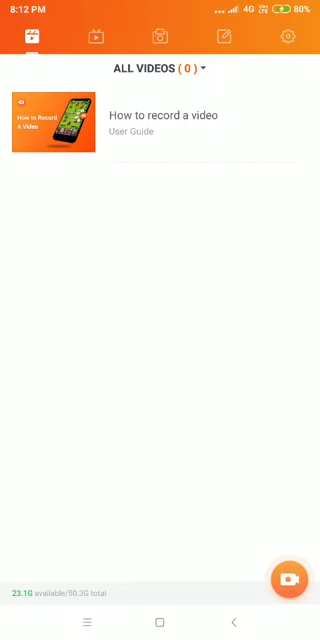 8:12 PM
4G
VoLTE
80%
ALL VIDEOS ( 0 )
How to Record
A Video
How to record a video
User Guide
23.1G available/50.3G total